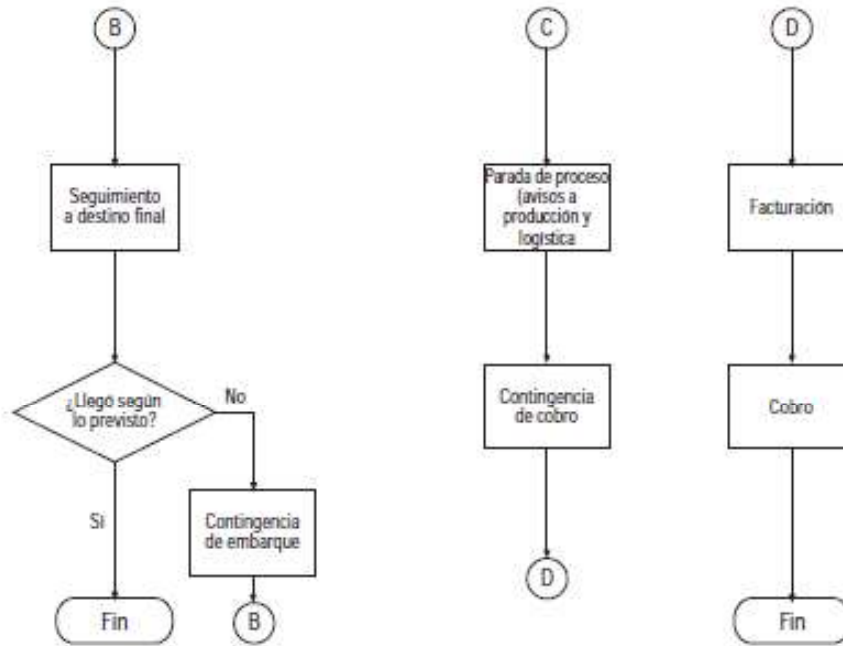 B
Seguimiento
a destino final
¿Llegó según
lo previsto?
No
Si
Contingencia
de embarque
Fin
B
C
Parada de proceso
(avisos a
producción y
logística
Contingencia
de cobro
D
D
Facturación
Cobro
Fin